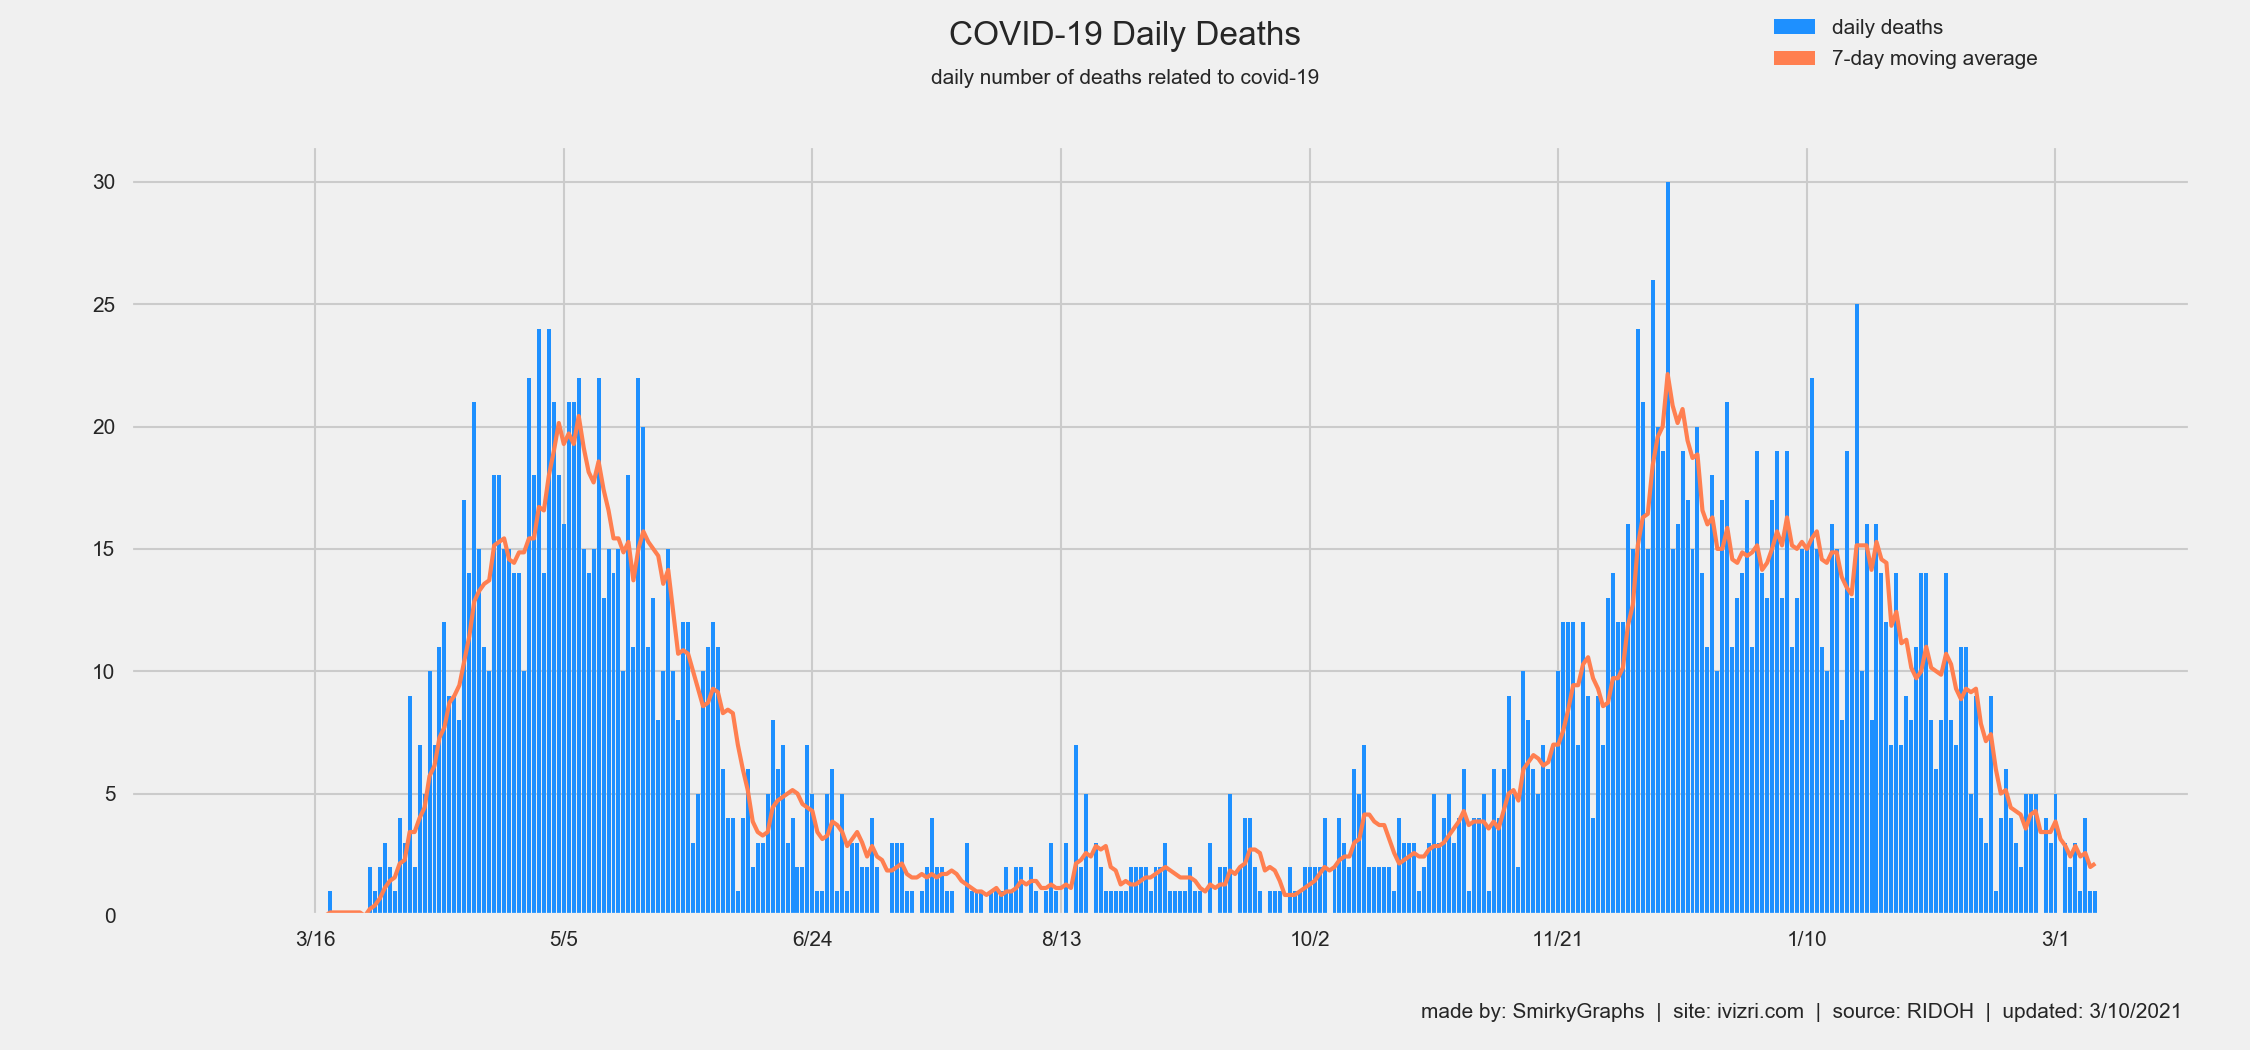 COVID-19 Daily Deaths
daily number of deaths related to covid-19
daily deaths
7-day moving average
30
25
20
15
10
5
0
3/16 5/5 6/24 8/13 10/2 11/21 1/10 3/1
made by: SmirkyGraphs | site: ivizri.com | source: RIDOH | updated: 3/10/2021